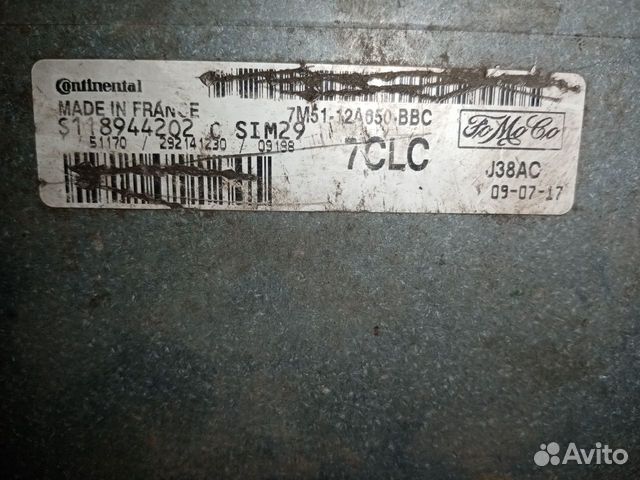 Continental
MADE IN FRANCE
7M51-12A650-BBC
S118944202 C SIM29
51170 / 292141230 / 09198
7CLC
FoMoCo
J38AC
09-07-17
Avito